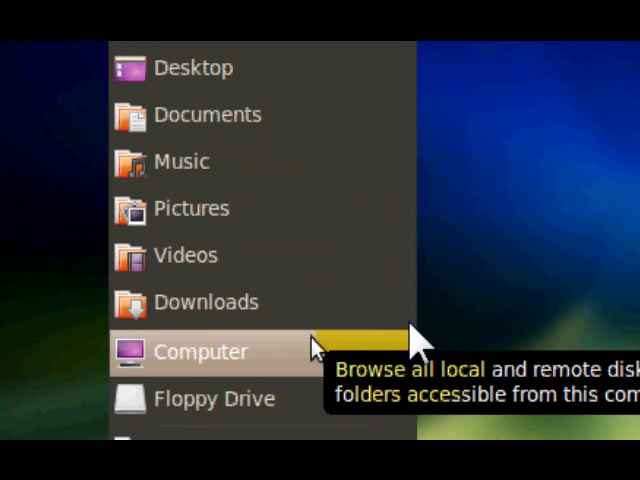 Desktop
Documents
Music
Pictures
Videos
Downloads
Computer
Browse all local and remote disk
folders accessible from this com
Floppy Drive